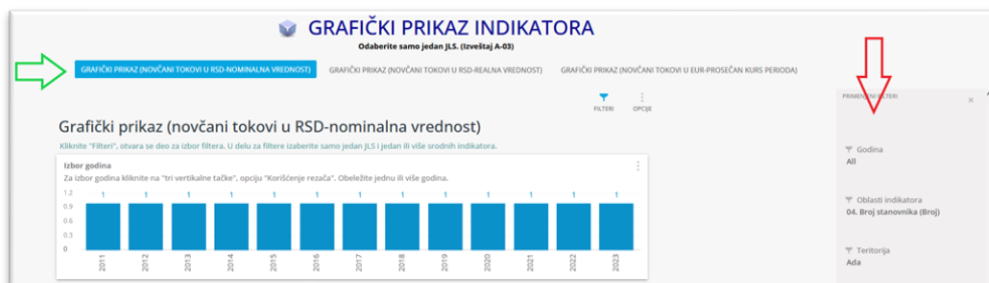 GRAFIČKI PRIKAZ INDIKATORA
Odaberite samo jedan JLS. (Izveštaj A-03)
GRAFIČKI PRIKAZ (NOVČANI TOKOVI U RSD-NOMINALNA VREDNOST)
GRAFIČKI PRIKAZ (NOVČANI TOKOVI U RSD-REALNA VREDNOST)
GRAFIČKI PRIKAZ (NOVČANI TOKOVI U EUR-PROSEČAN KURS PERIODA)
FILTERI
OPCIJE
Grafički prikaz (novčani tokovi u RSD-nominalna vrednost)
Kliknite "Filteri", otvara se deo za izbor filtera. U delu za filtere izaberite samo jedan JLS i jedan ili više srodnih indikatora.
Izbor godina
Za izbor godina kliknite na "tri vertikalne tačke", opciju "Korišćenje rezača". Obeležite jednu ili više godina.
1.2
0.9
0.6
0.3
0
1 1 1 1 1 1 1 1 1 1 1 1 1
2011 2012 2013 2014 2015 2016 2017 2018 2019 2020 2021 2022 2023
Godina
All
Oblasti indikatora
04. Broj stanovnika (Broj)
Teritorija
Ada